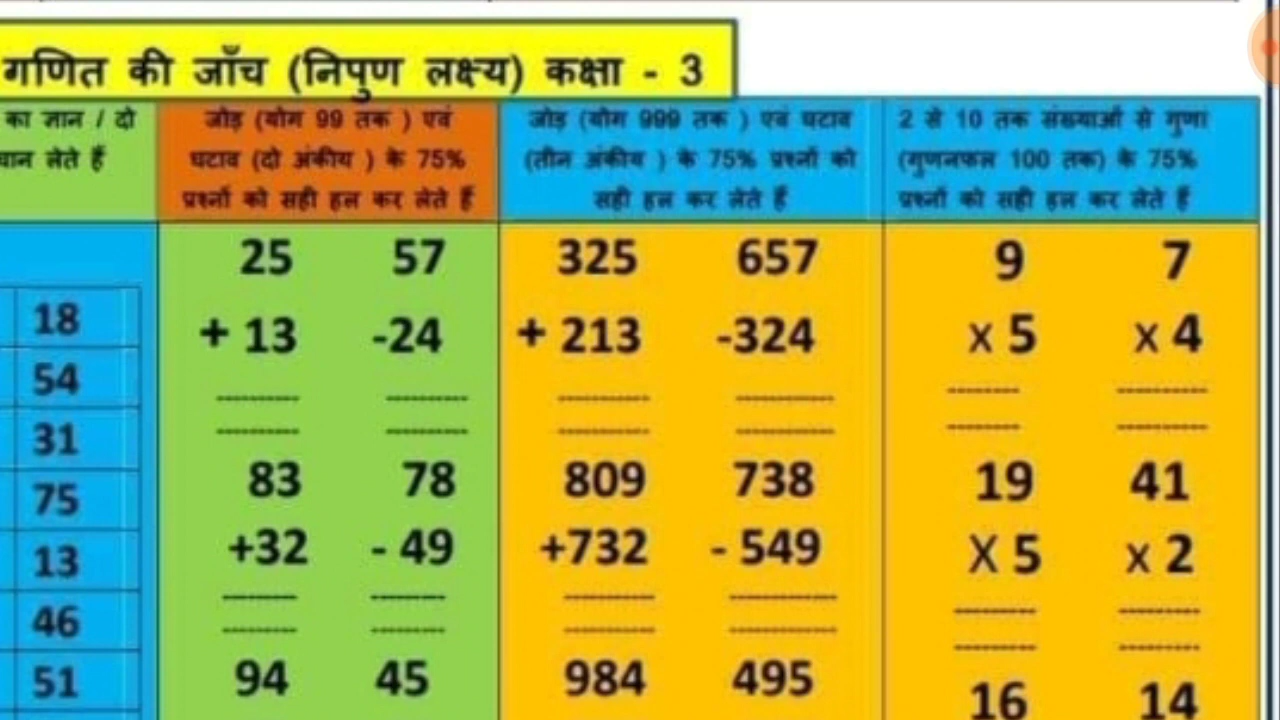 गणित की जाँच (निपुण लक्ष्य) कक्षा - 3
का ज्ञान / दो
लेते हैं
जोड़ (योग 99 तक ) एवं
घटाव (दो अंकीय ) के 75%
प्रश्नों को सही हल कर लेते हैं
जोड़ (योग 999 तक ) एवं घटाव
(तीन अंकीय ) के 75% प्रश्नों को
सही हल कर लेते हैं
2 से 10 तक संख्याओं से गुणा
(गुणनफल 100 तक) के 75%
प्रश्नों को सही हल कर लेते हैं
18
54
31
75
13
46
51
25 57
+ 13 -24
83 78
+32 - 49
94 45
325 657
+ 213 -324
809 738
+732 - 549
984 495
9 7
x 5 x 4
19 41
X 5 x 2
16 14